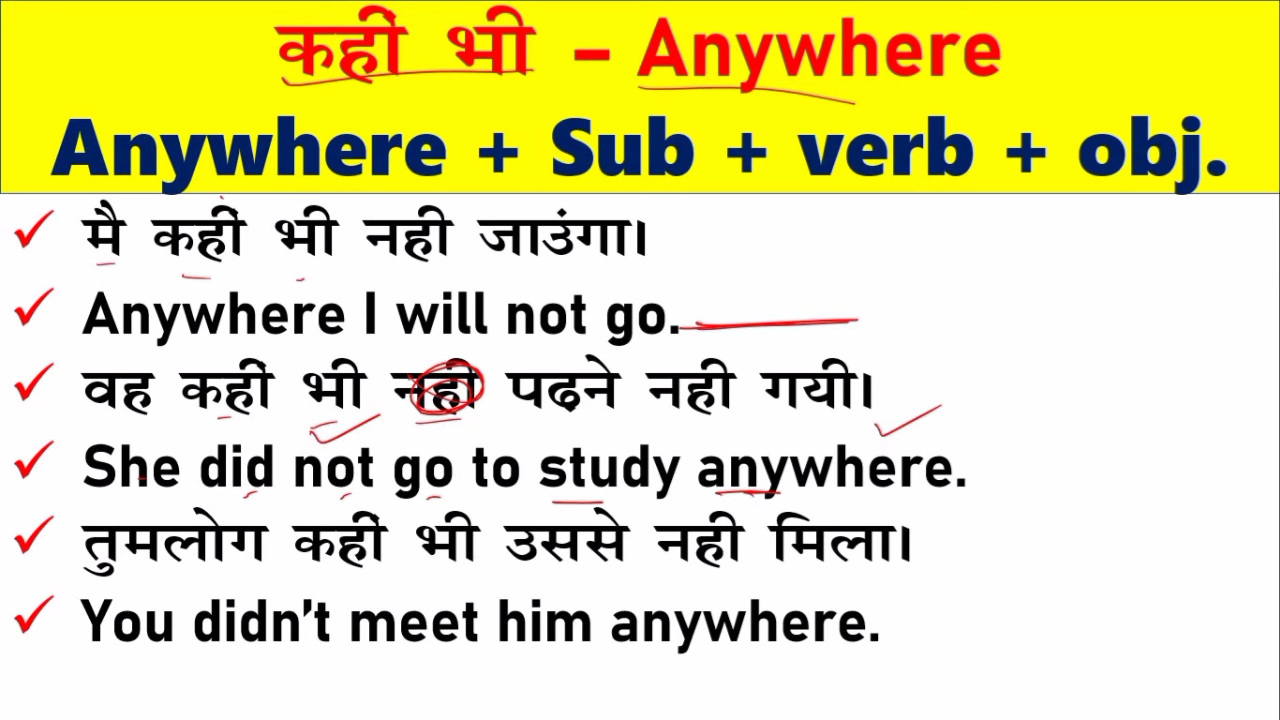 कहीं भी – Anywhere
Anywhere + Sub + verb + obj.
मै कहीं भी नही जाउंगा।
Anywhere I will not go.
वह कहीं भी नही पढ़ने नही गयी।
She did not go to study anywhere.
तुमलोग कहीं भी उससे नही मिला।
You didn't meet him anywhere.